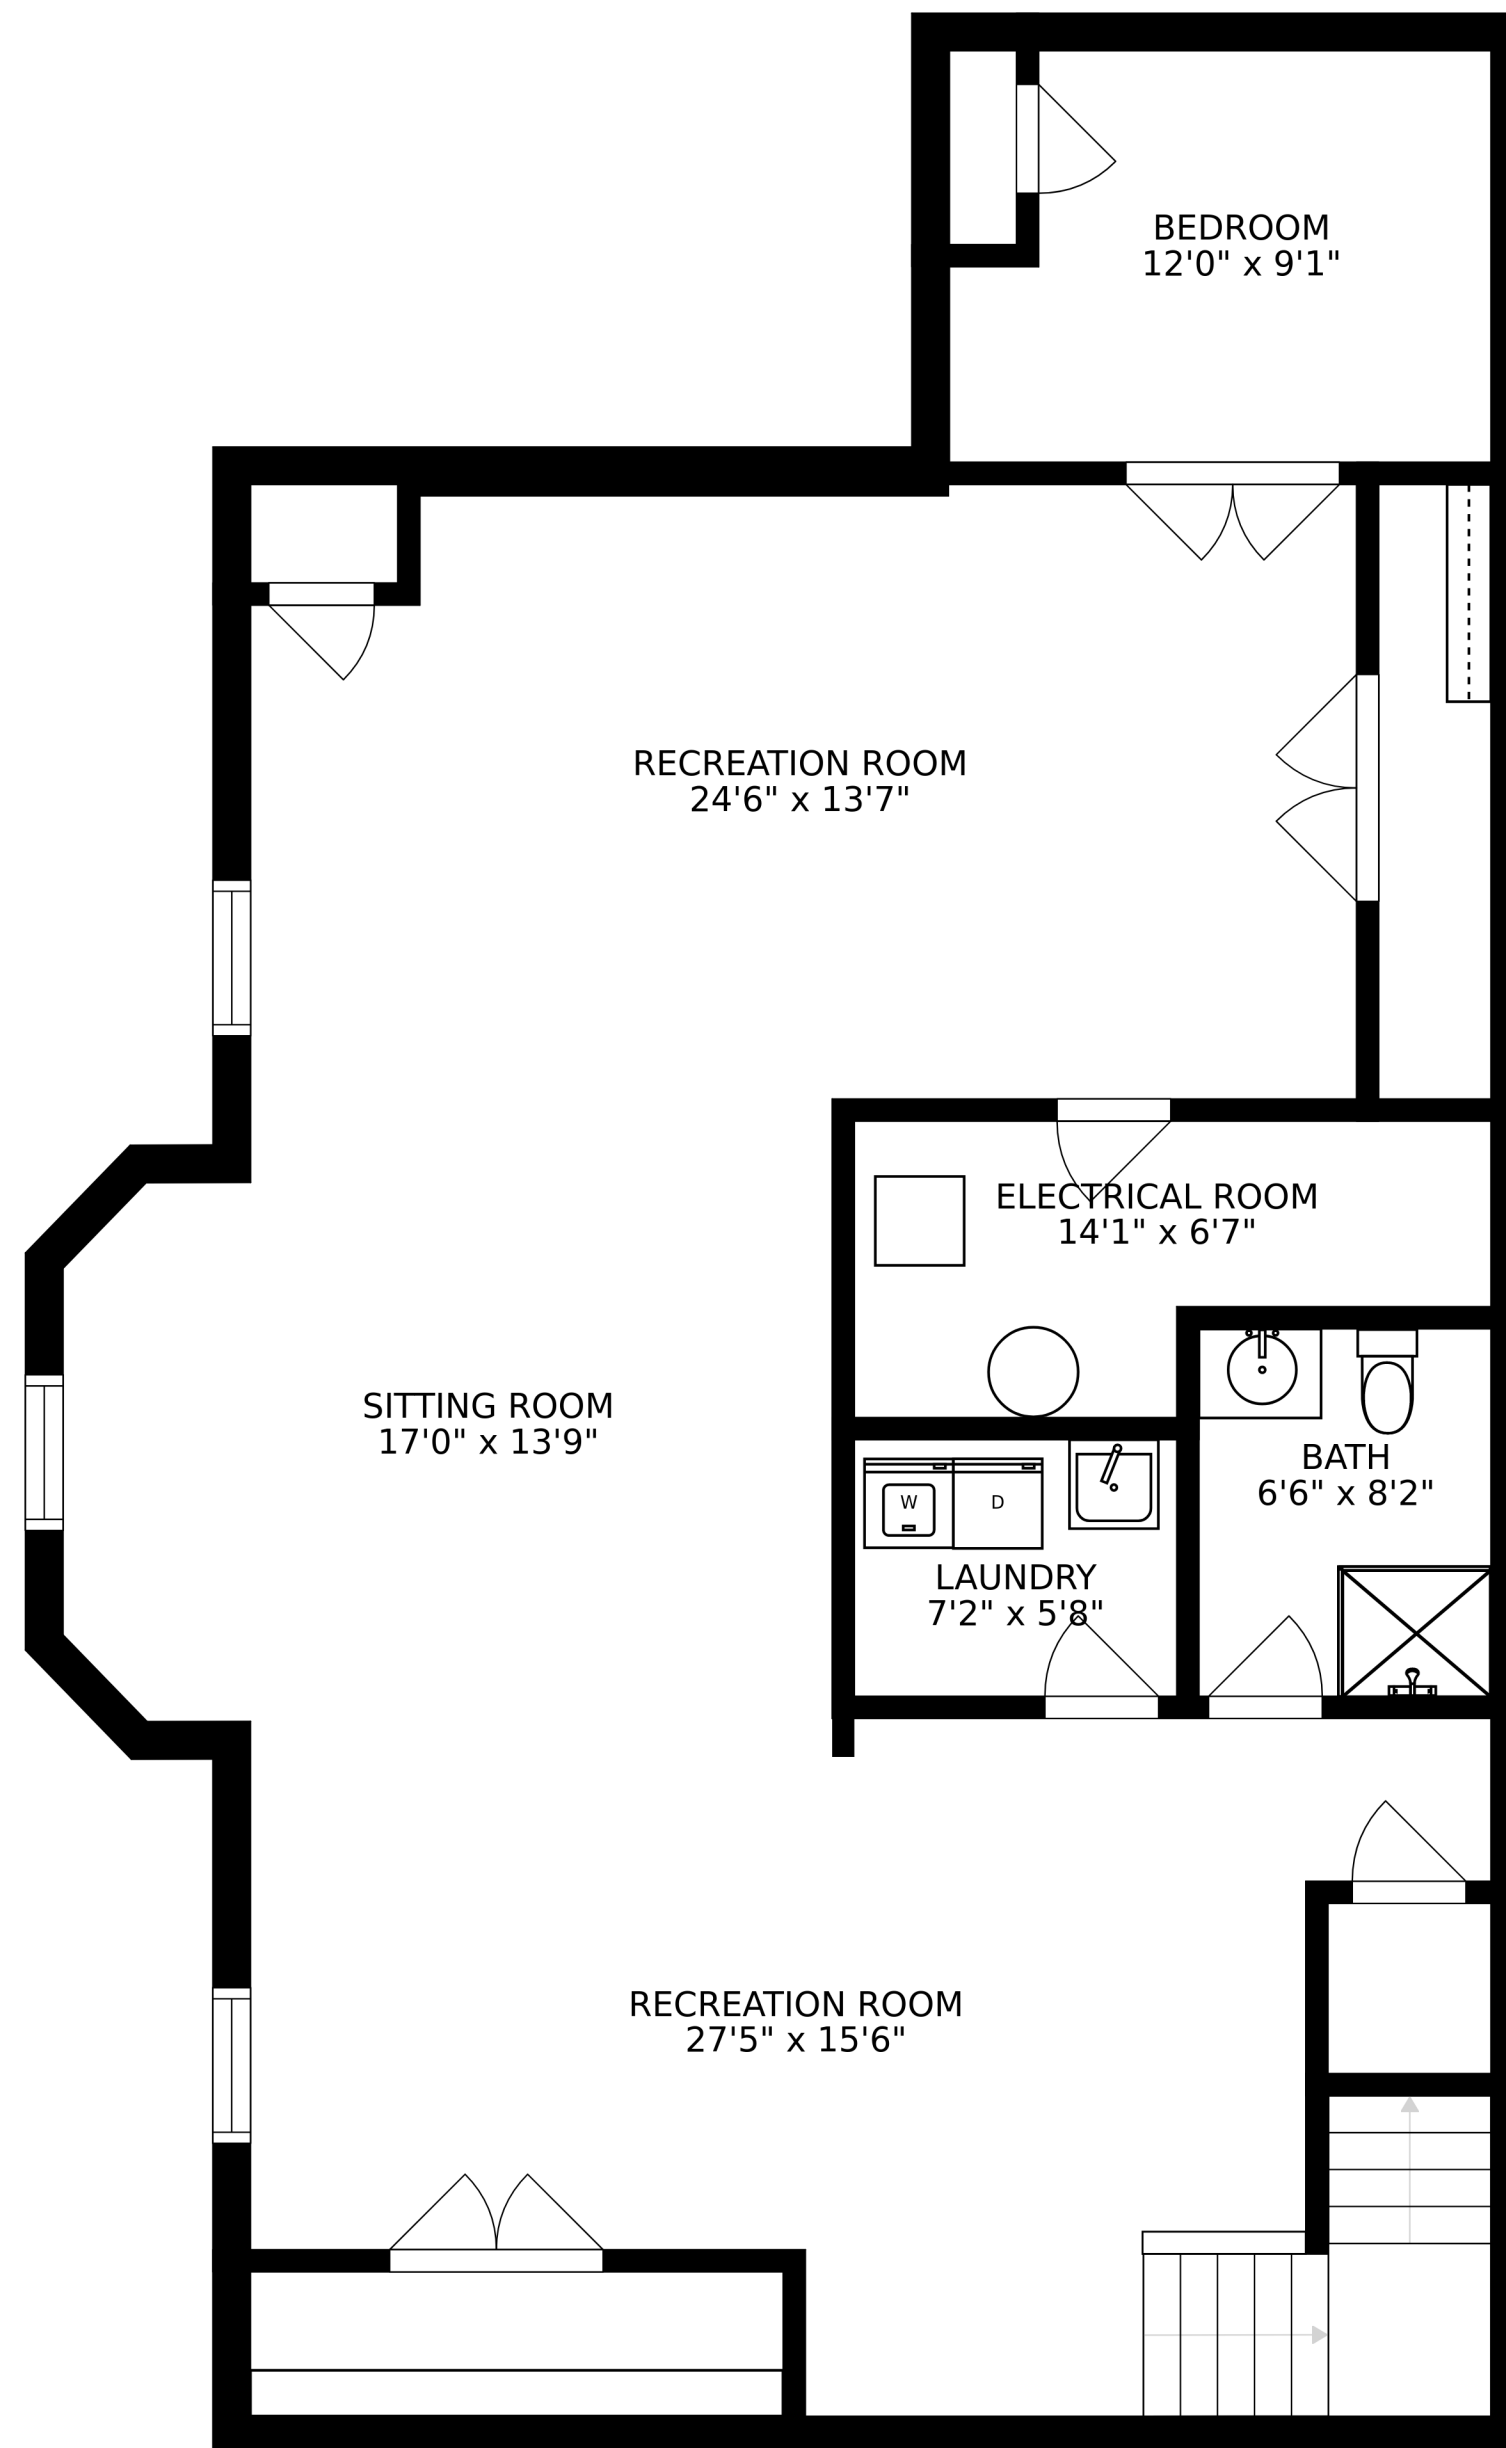 BEDROOM
12'0" x 9'1"
RECREATION ROOM
24'6" x 13'7"
ELECTRICAL ROOM
14'1" x 6'7"
SITTING ROOM
17'0" x 13'9"
BATH
6'6" x 8'2"
W D
LAUNDRY
7'2" x 5'8"
RECREATION ROOM
27'5" x 15'6"